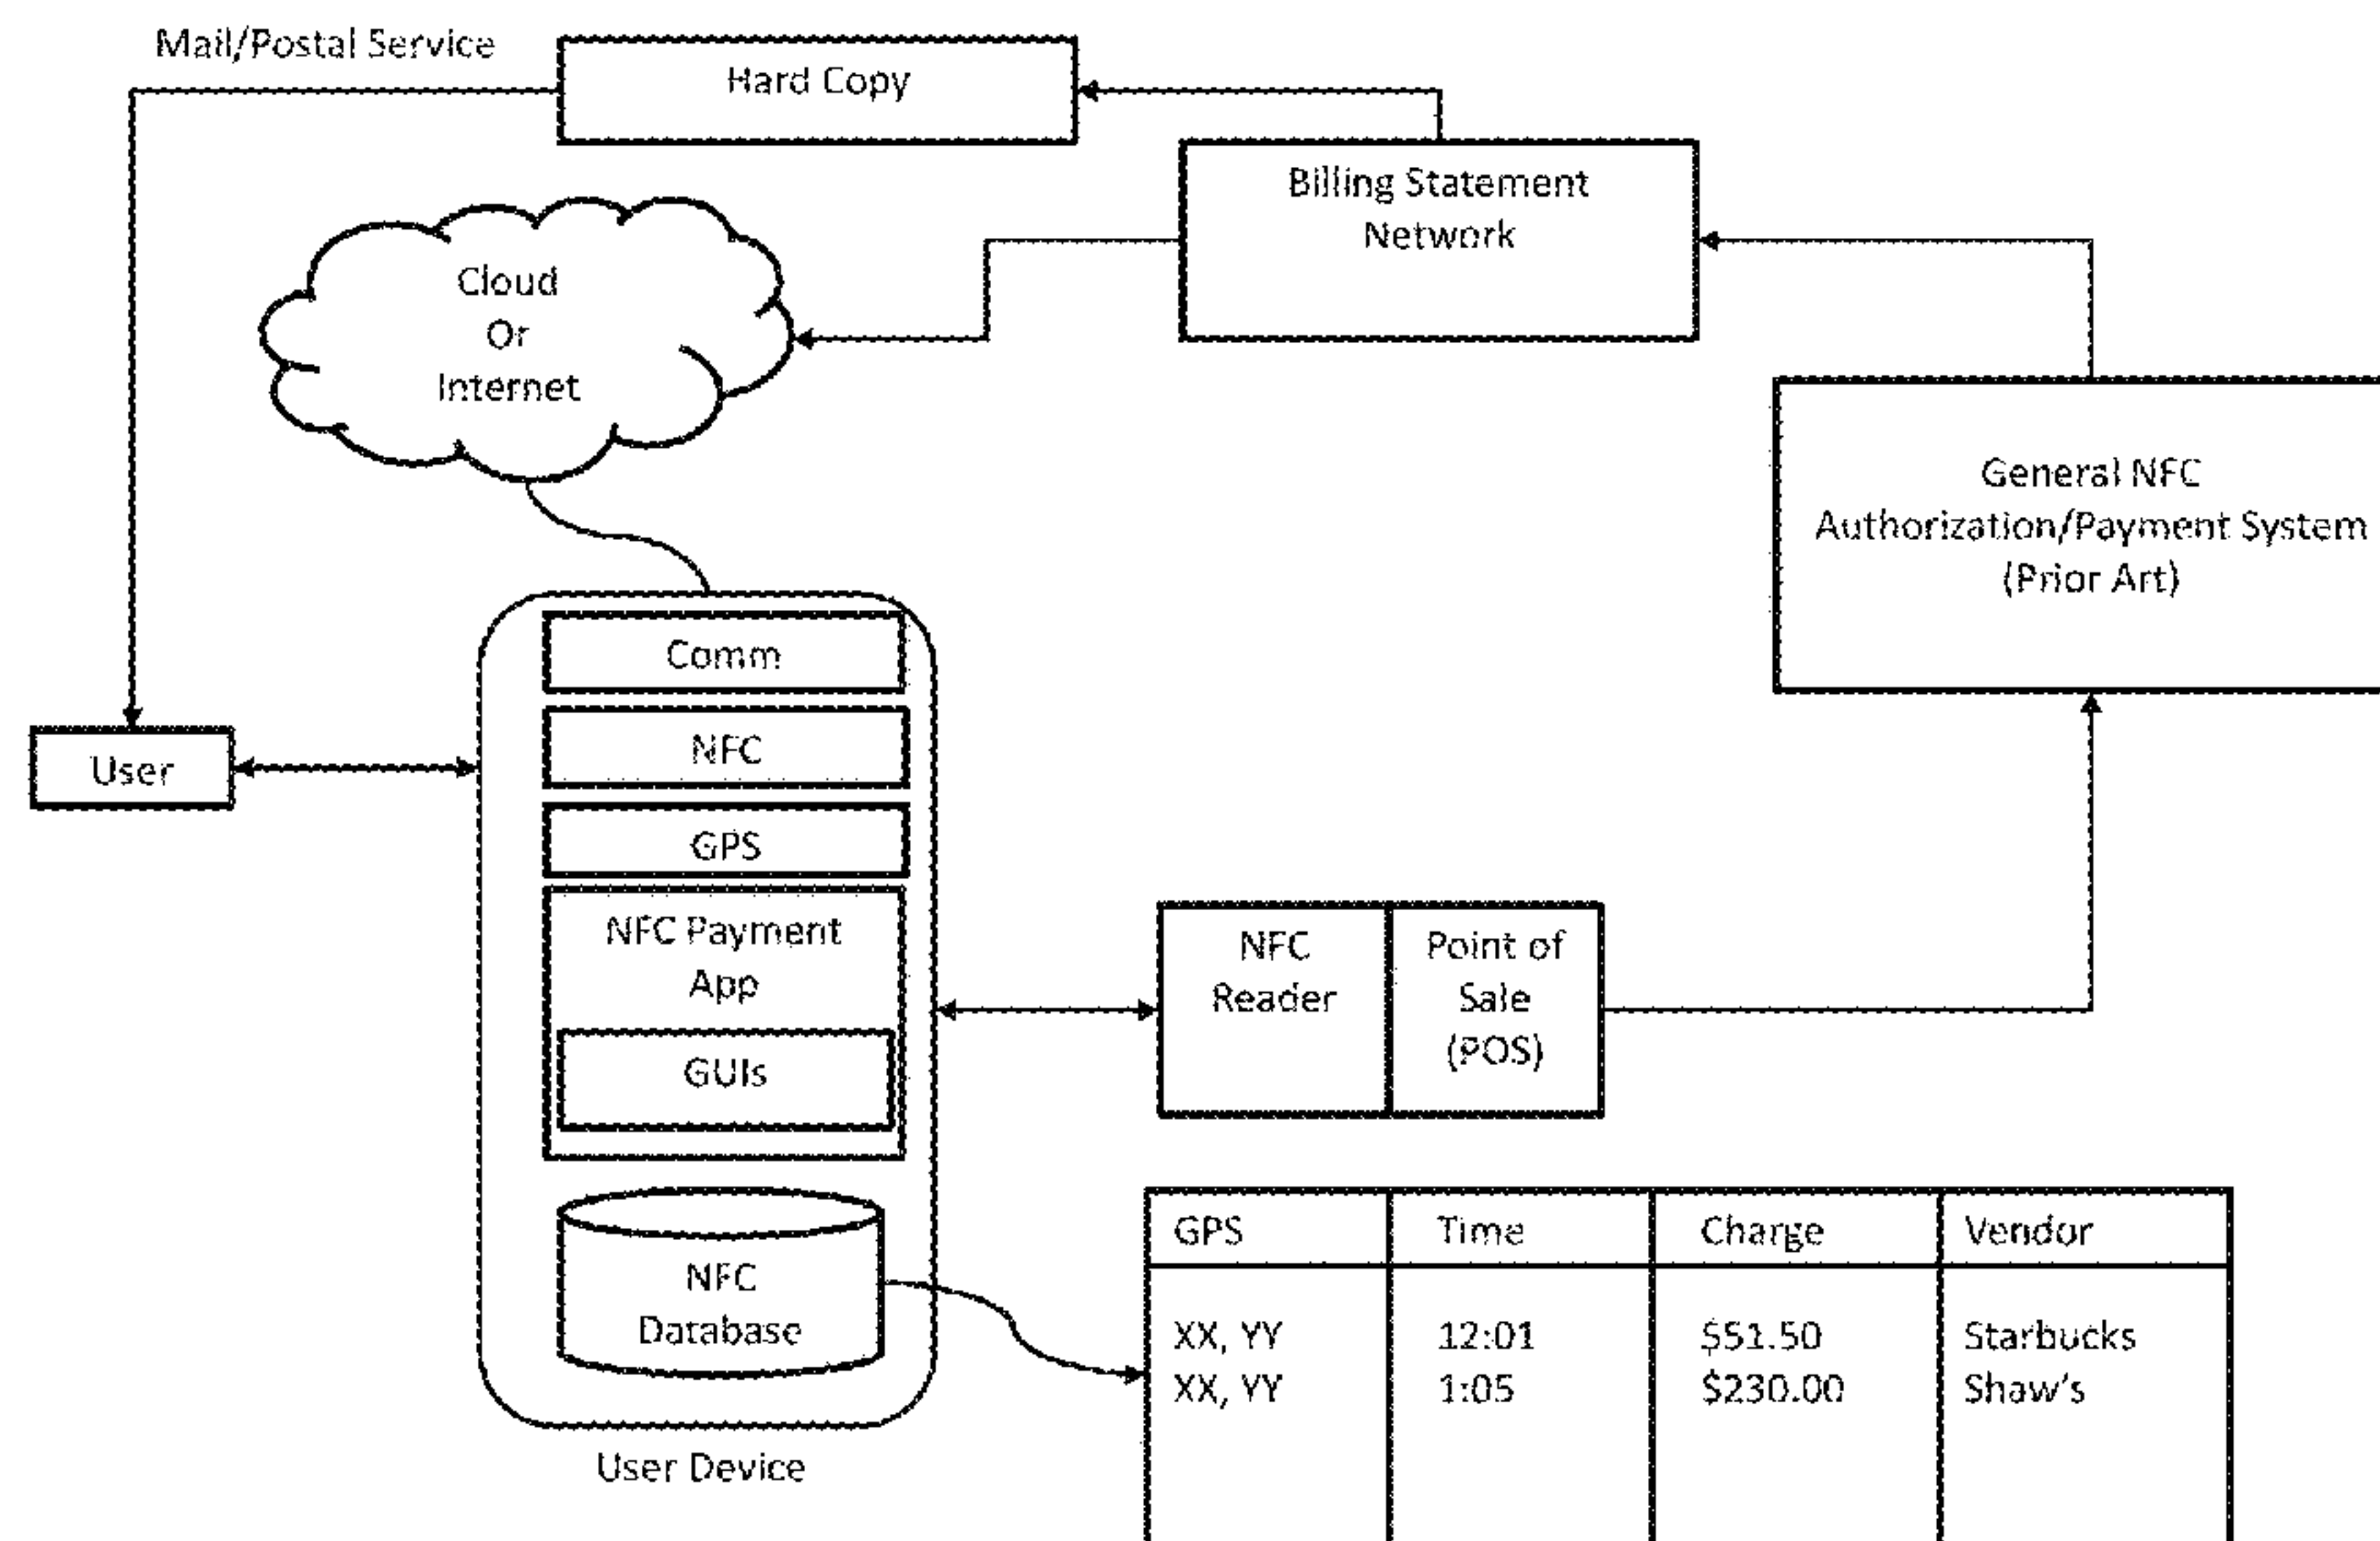 Mail/Postal Service
Hard Copy
Billing Statement
Network
Cloud
Or
Internet
General NFC
Authorization/Payment System
(Prior Art)
Comm
NFC
User
GPS
NFC Payment
App
GUIs
NFC
Reader
Point of
Sale
(POS)
NFC
Database
User Device
GPS Time Charge Vendor
XX, YY 12:01 $51.50 Starbucks
XX, YY 1:05 $230.00 Shaw's